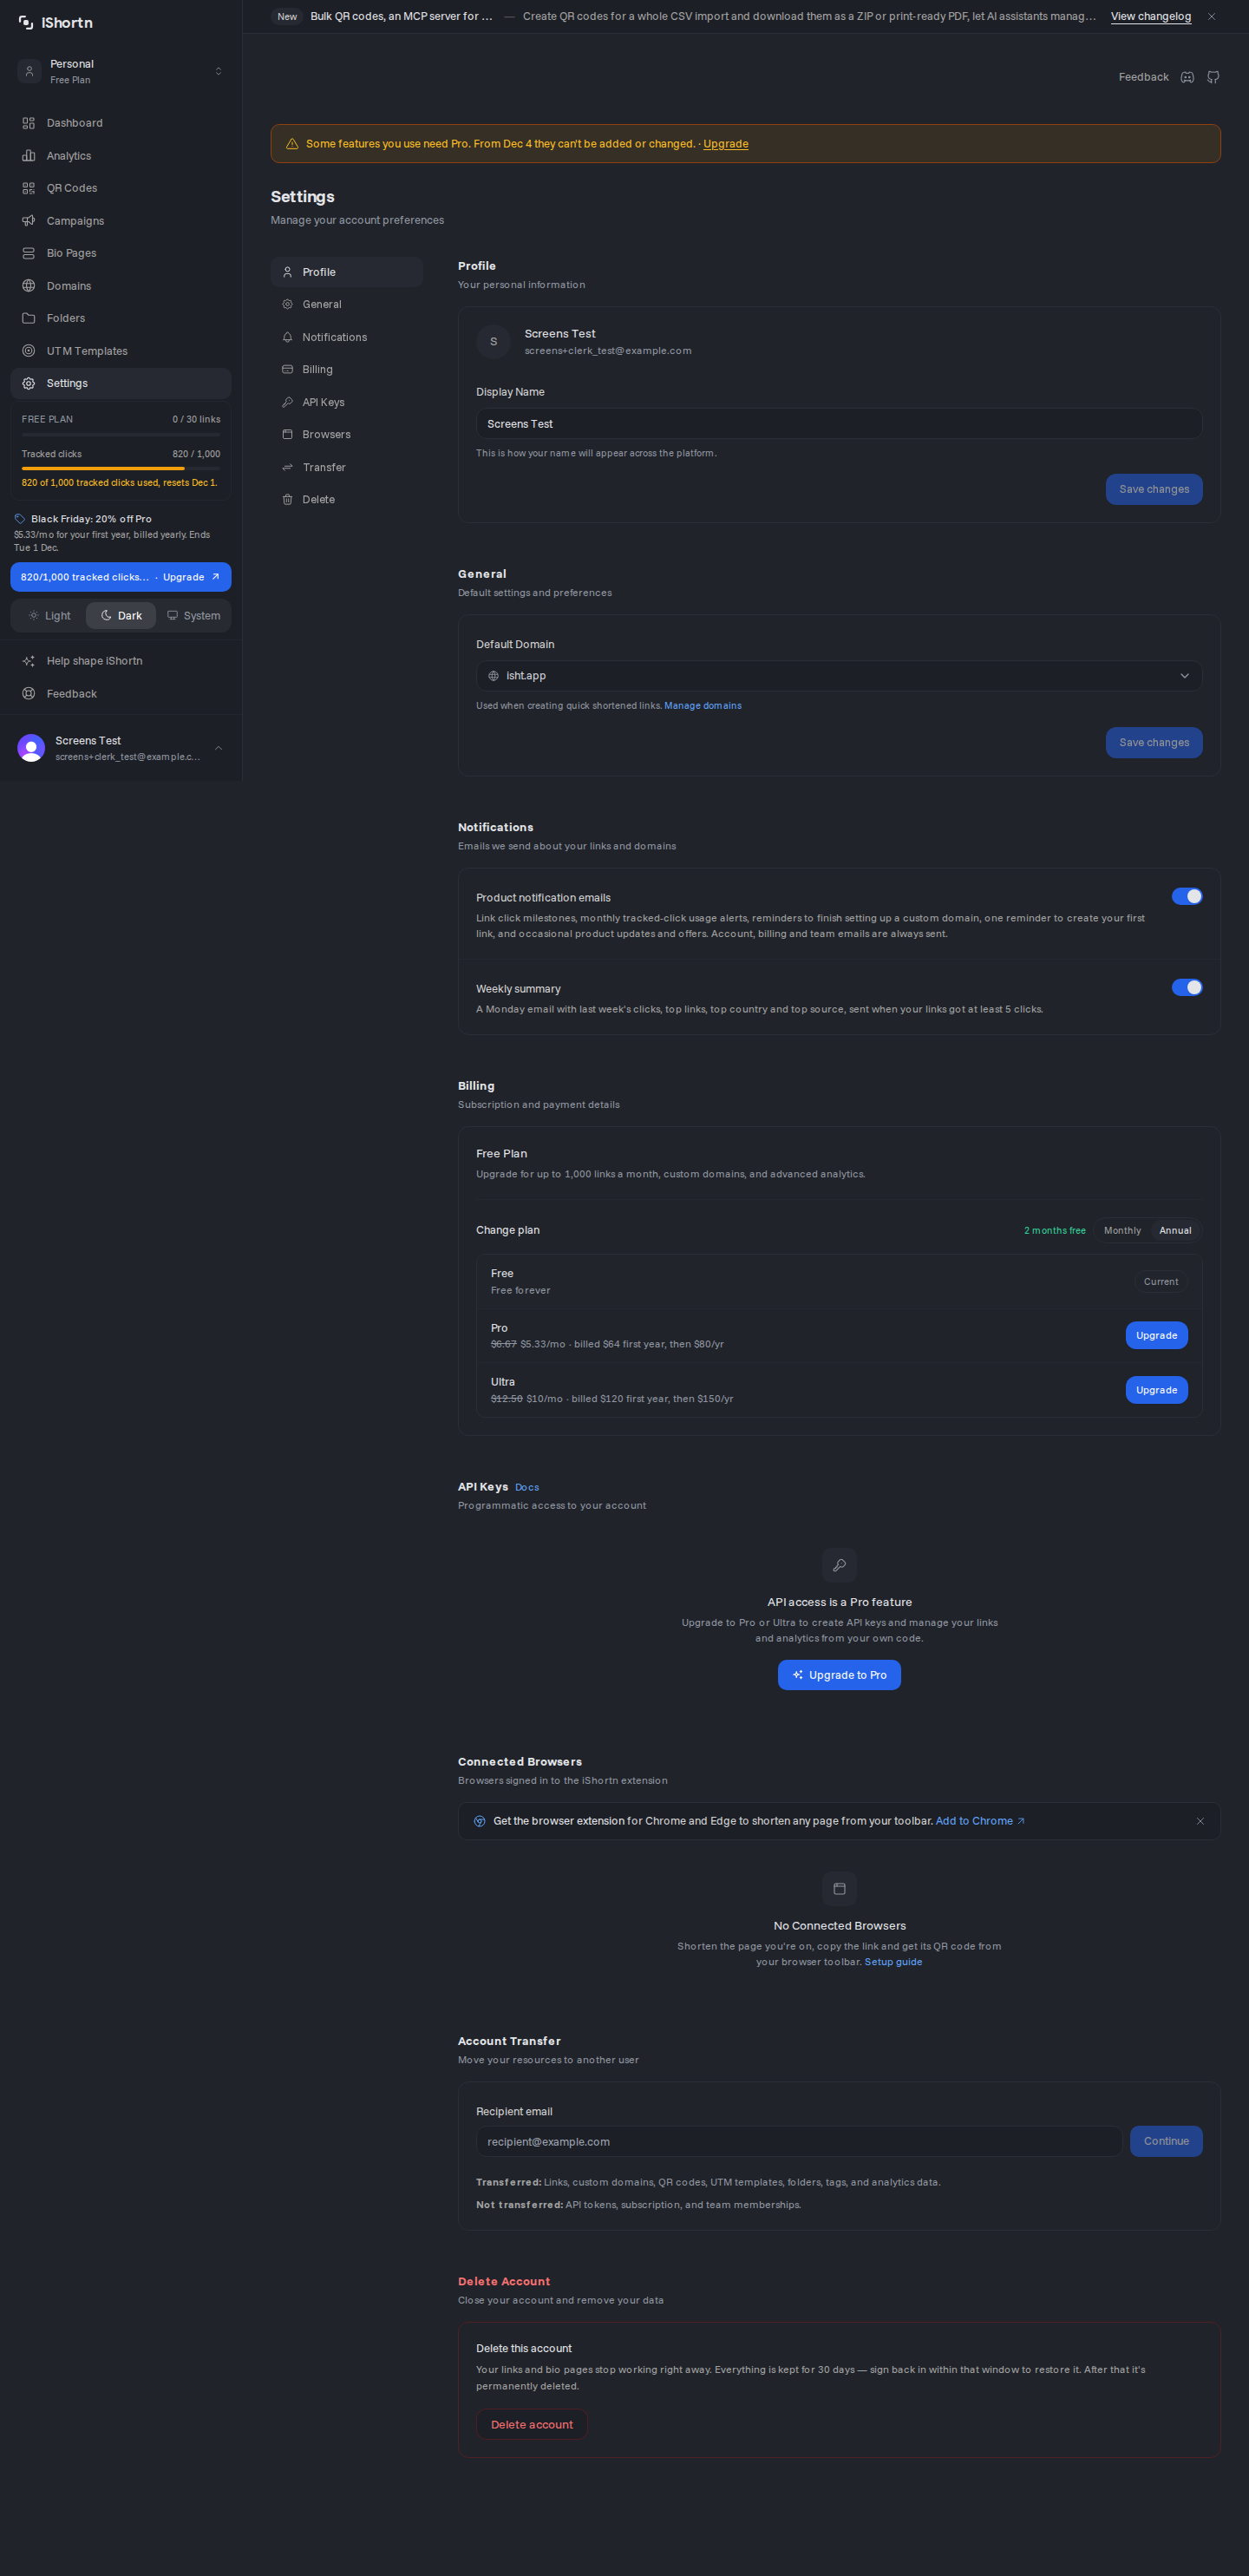 iShortn
Personal
Free Plan
Dashboard
Analytics
QR Codes
Campaigns
Bio Pages
Domains
Folders
UTM Templates
Settings
FREE PLAN 0 / 30 links
Tracked clicks 820 / 1,000
820 of 1,000 tracked clicks used, resets Dec 1.
Black Friday: 20% off Pro
$5.33/mo for your first year, billed yearly. Ends
Tue 1 Dec.
820/1,000 tracked clicks... · Upgrade
Light Dark System
Help shape iShortn
Feedback
Screens Test
screens+clerk_test@example.c...
New Bulk QR codes, an MCP server for ... — Create QR codes for a whole CSV import and download them as a ZIP or print-ready PDF, let AI assistants manag... View changelog
Feedback
Some features you use need Pro. From Dec 4 they can't be added or changed. · Upgrade
Settings
Manage your account preferences
Profile
General
Notifications
Billing
API Keys
Browsers
Transfer
Delete
Profile
Your personal information
S
Screens Test
screens+clerk_test@example.com
Display Name
Screens Test
This is how your name will appear across the platform.
Save changes
General
Default settings and preferences
Default Domain
isht.app
Used when creating quick shortened links. Manage domains
Save changes
Notifications
Emails we send about your links and domains
Product notification emails
Link click milestones, monthly tracked-click usage alerts, reminders to finish setting up a custom domain, one reminder to create your first
link, and occasional product updates and offers. Account, billing and team emails are always sent.
Weekly summary
A Monday email with last week's clicks, top links, top country and top source, sent when your links got at least 5 clicks.
Billing
Subscription and payment details
Free Plan
Upgrade for up to 1,000 links a month, custom domains, and advanced analytics.
Change plan 2 months free Monthly Annual
Free
Free forever
Current
Pro
$6.67 $5.33/mo · billed $64 first year, then $80/yr
Upgrade
Ultra
$12.50 $10/mo · billed $120 first year, then $150/yr
Upgrade
API Keys Docs
Programmatic access to your account
API access is a Pro feature
Upgrade to Pro or Ultra to create API keys and manage your links
and analytics from your own code.
Upgrade to Pro
Connected Browsers
Browsers signed in to the iShortn extension
Get the browser extension for Chrome and Edge to shorten any page from your toolbar. Add to Chrome
No Connected Browsers
Shorten the page you're on, copy the link and get its QR code from
your browser toolbar. Setup guide
Account Transfer
Move your resources to another user
Recipient email
recipient@example.com
Continue
Transferred: Links, custom domains, QR codes, UTM templates, folders, tags, and analytics data.
Not transferred: API tokens, subscription, and team memberships.
Delete Account
Close your account and remove your data
Delete this account
Your links and bio pages stop working right away. Everything is kept for 30 days — sign back in within that window to restore it. After that it's
permanently deleted.
Delete account